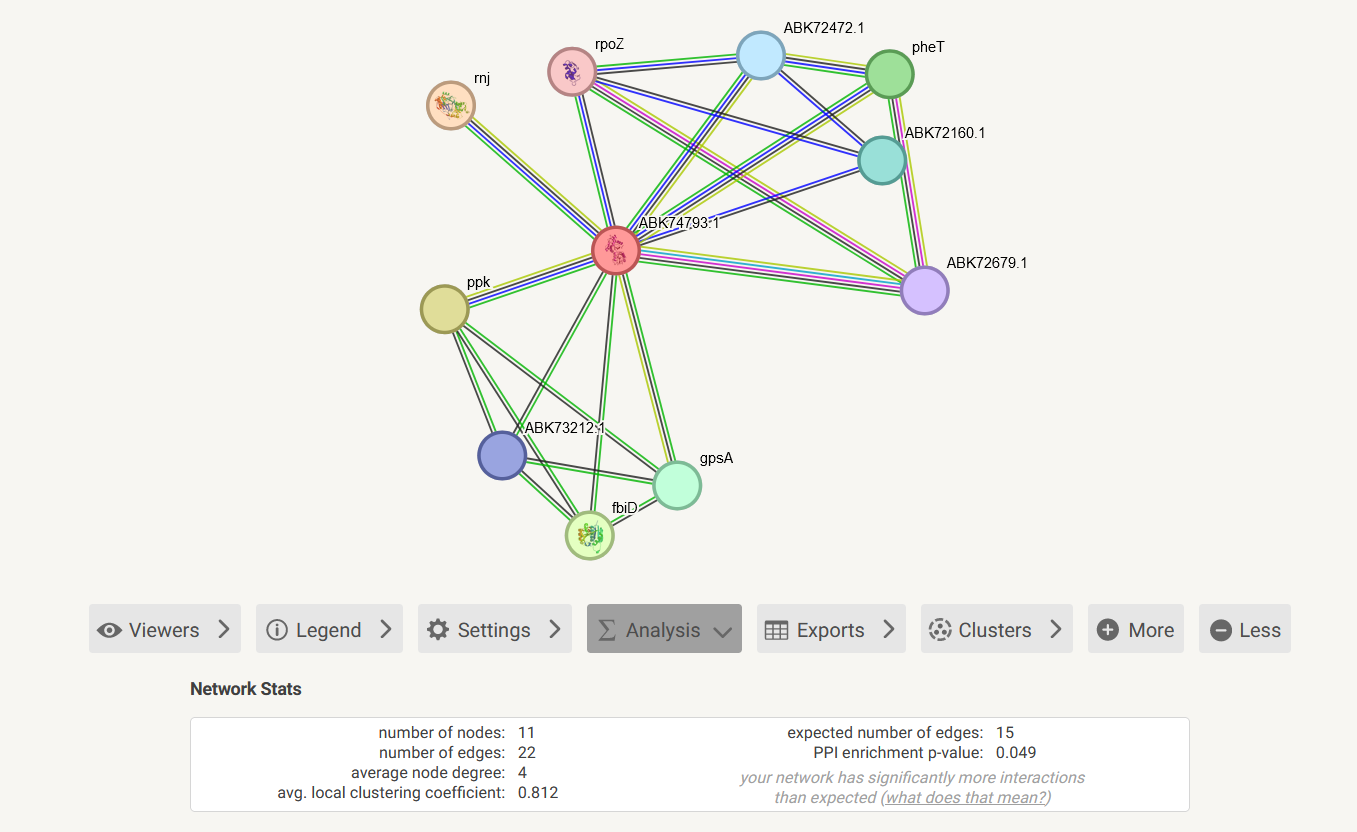 ABK72472.1
rpoZ
pheT
rnj
ABK72160.1
ABK74793.1
ABK72679.1
ppk
ABK73212.1
gpsA
fbiD
Viewers
Legend
Settings
Analysis
Exports
Clusters
More
Less
Network Stats
number of nodes: 11
number of edges: 22
average node degree: 4
avg. local clustering coefficient: 0.812
expected number of edges: 15
PPI enrichment p-value: 0.049
your network has significantly more interactions
than expected (what does that mean?)